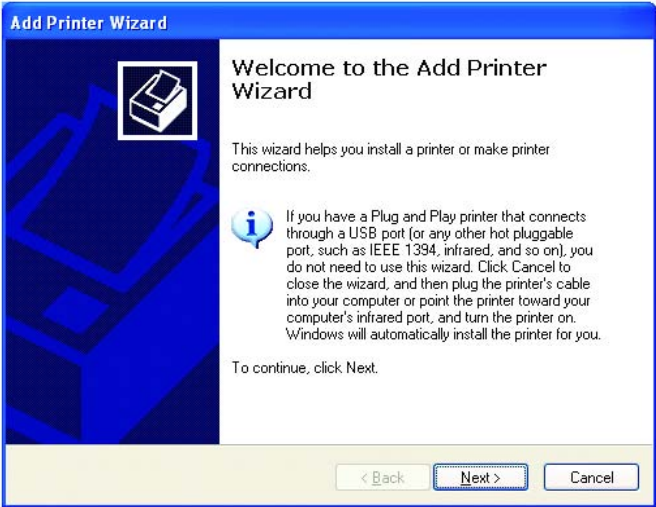 Add Printer Wizard
Welcome to the Add Printer
Wizard
This wizard helps you install a printer or make printer
connections.
If you have a Plug and Play printer that connects
through a USB port (or any other hot pluggable
port, such as IEEE 1394, infrared, and so on), you
do not need to use this wizard. Click Cancel to
close the wizard, and then plug the printer's cable
into your computer or point the printer toward your
computer's infrared port, and turn the printer on.
Windows will automatically install the printer for you.
To continue, click Next.
< Back
Next >
Cancel